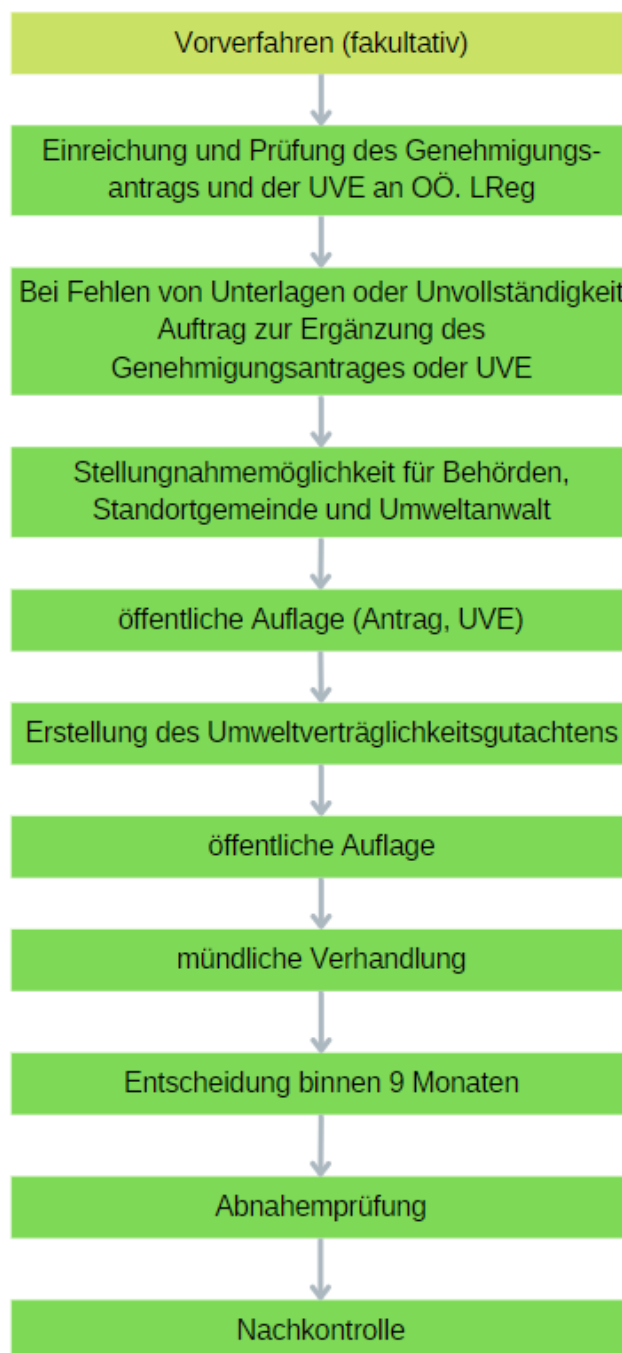 Vorverfahren (fakultativ)
Einreichung und Prüfung des Genehmigungs-
antrags und der UVE an OÖ. LReg
Bei Fehlen von Unterlagen oder Unvollständigkeit
Auftrag zur Ergänzung des
Genehmigungsantrages oder UVE
Stellungnahmemöglichkeit für Behörden,
Standortgemeinde und Umweltanwalt
öffentliche Auflage (Antrag, UVE)
Erstellung des Umweltverträglichkeitsgutachtens
öffentliche Auflage
mündliche Verhandlung
Entscheidung binnen 9 Monaten
Abnahemprüfung
Nachkontrolle